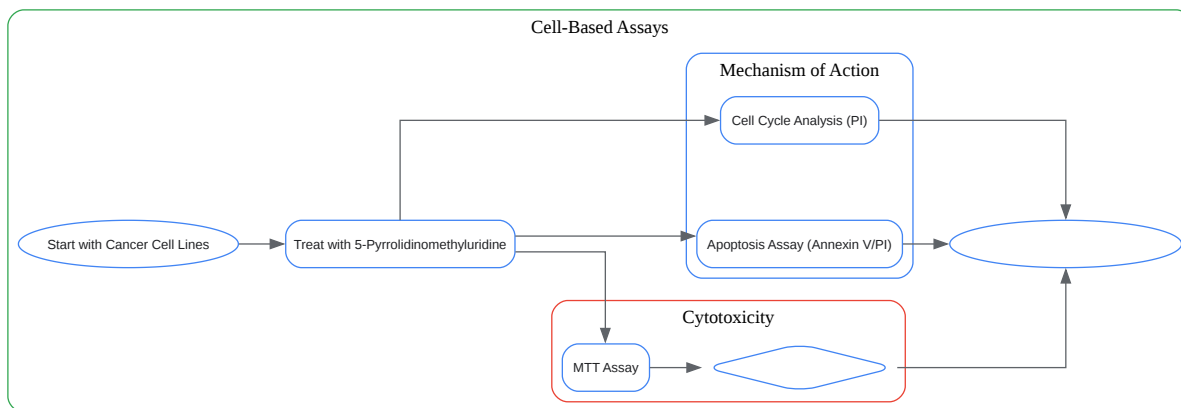 Cell-Based Assays
Mechanism of Action
Cell Cycle Analysis (PI)
Start with Cancer Cell Lines
Treat with 5-Pyrrolidinomethyluridine
Apoptosis Assay (Annexin V/PI)
Cytotoxicity
MTT Assay